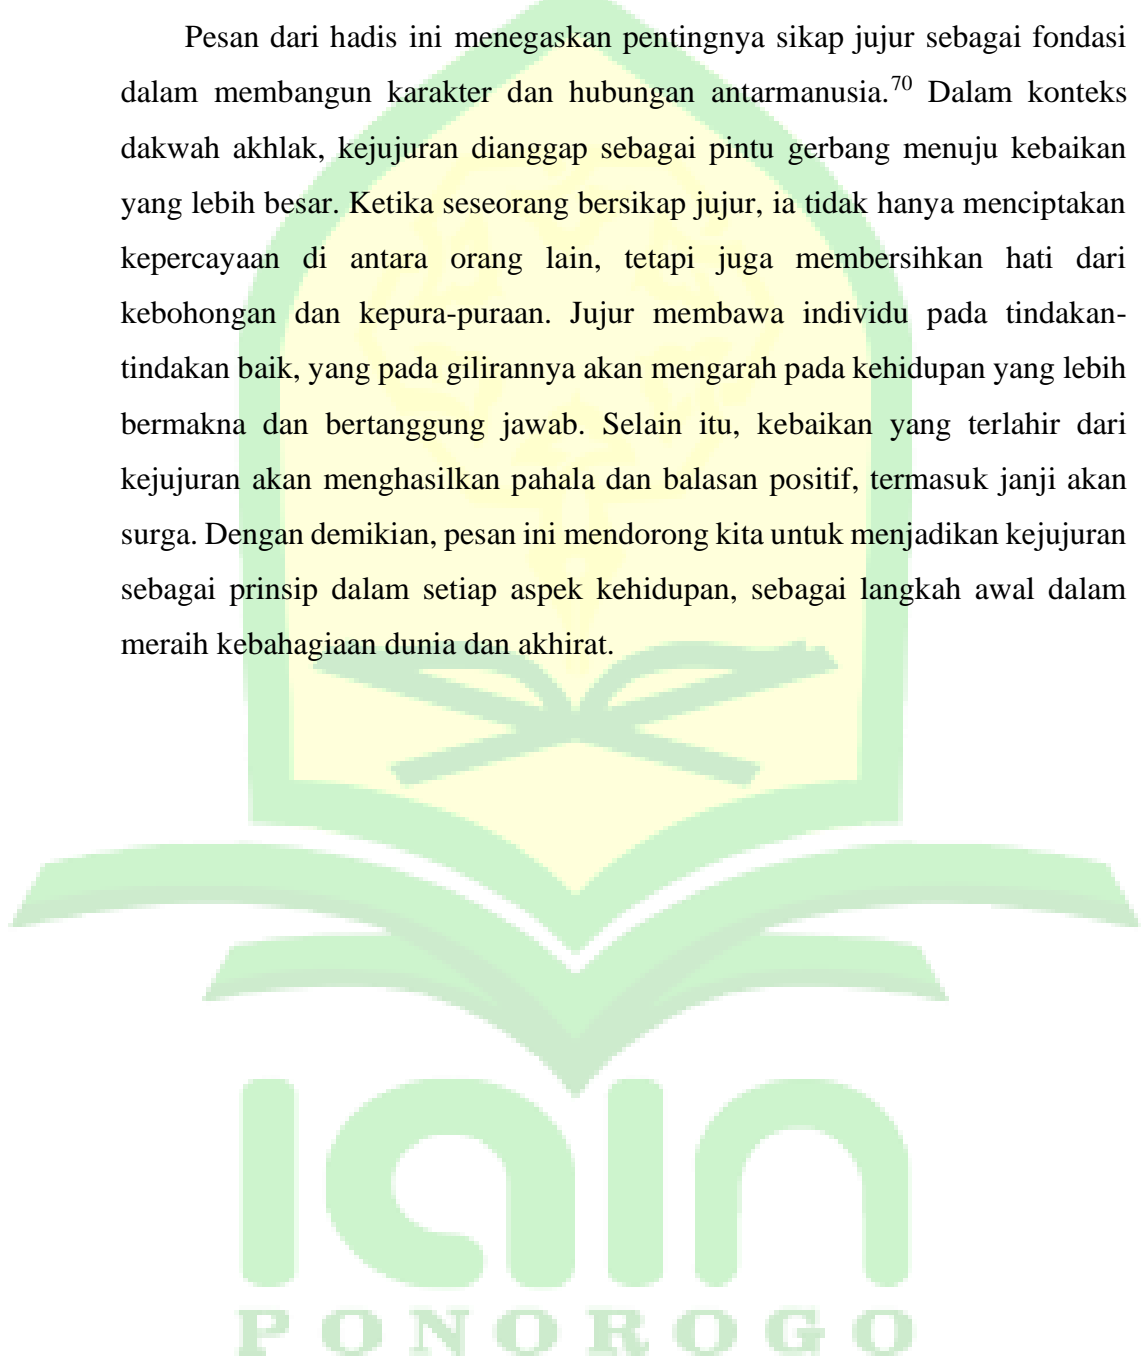 Pesan dari hadis ini menegaskan pentingnya sikap jujur sebagai fondasi
dalam membangun karakter dan hubungan antarmanusia.70 Dalam konteks
dakwah akhlak, kejujuran dianggap sebagai pintu gerbang menuju kebaikan
yang lebih besar. Ketika seseorang bersikap jujur, ia tidak hanya menciptakan
kepercayaan di antara orang lain, tetapi juga membersihkan hati dari
kebohongan dan kepura-puraan. Jujur membawa individu pada tindakan-
tindakan baik, yang pada gilirannya akan mengarah pada kehidupan yang lebih
bermakna dan bertanggung jawab. Selain itu, kebaikan yang terlahir dari
kejujuran akan menghasilkan pahala dan balasan positif, termasuk janji akan
surga. Dengan demikian, pesan ini mendorong kita untuk menjadikan kejujuran
sebagai prinsip dalam setiap aspek kehidupan, sebagai langkah awal dalam
meraih kebahagiaan dunia dan akhirat.
iain
PONOROGO